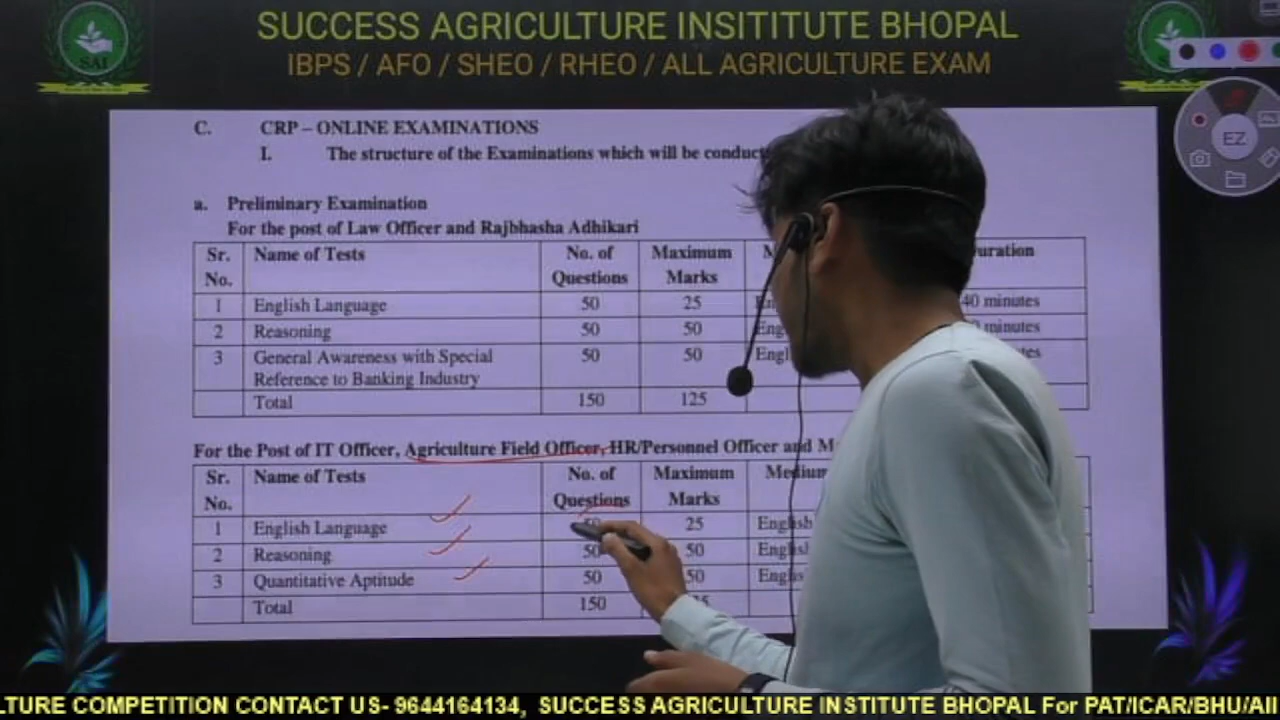 SUCCESS AGRICULTURE INSITITUTE BHOPAL
IBPS / AFO / SHEO / RHEO / ALL AGRICULTURE EXAM
SAI
EZ
C. CRP – ONLINE EXAMINATIONS
I. The structure of the Examinations which will be
a. Preliminary Examination
For the post of Law Officer and Rajbhasha Adhikari
Sr. No. Name of Tests No. of Questions Maximum Marks
1 English Language 50 25 40 minutes
2 Reasoning 50 50 minutes
3 General Awareness with Special Reference to Banking Industry 50 50
Total 150 125
For the Post of IT Officer, Agriculture Field Officer, HR/Personnel Officer and
Sr. No. Name of Tests No. of Questions Maximum Marks Medium
1 English Language 25 English
2 Reasoning 50 50
3 Quantitative Aptitude 50 50
Total 150
LTURE COMPETITION CONTACT US- 9644164134, SUCCESS AGRICULTURE INSTITUTE BHOPAL For PAT/ICAR/BHU/All